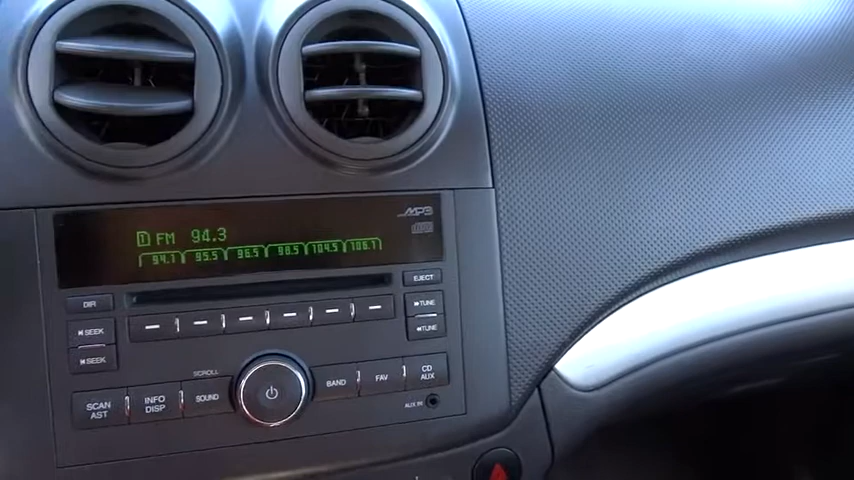 MP3
1 FM 94.3
94.1 95.5 96.5 98.5 104.5 106.1
DIR EJECT
SEEK TUNE
SEEK TUNE
SCROLL
SCAN AST INFO DISP SOUND BAND FAV CD AUX
AUX IN